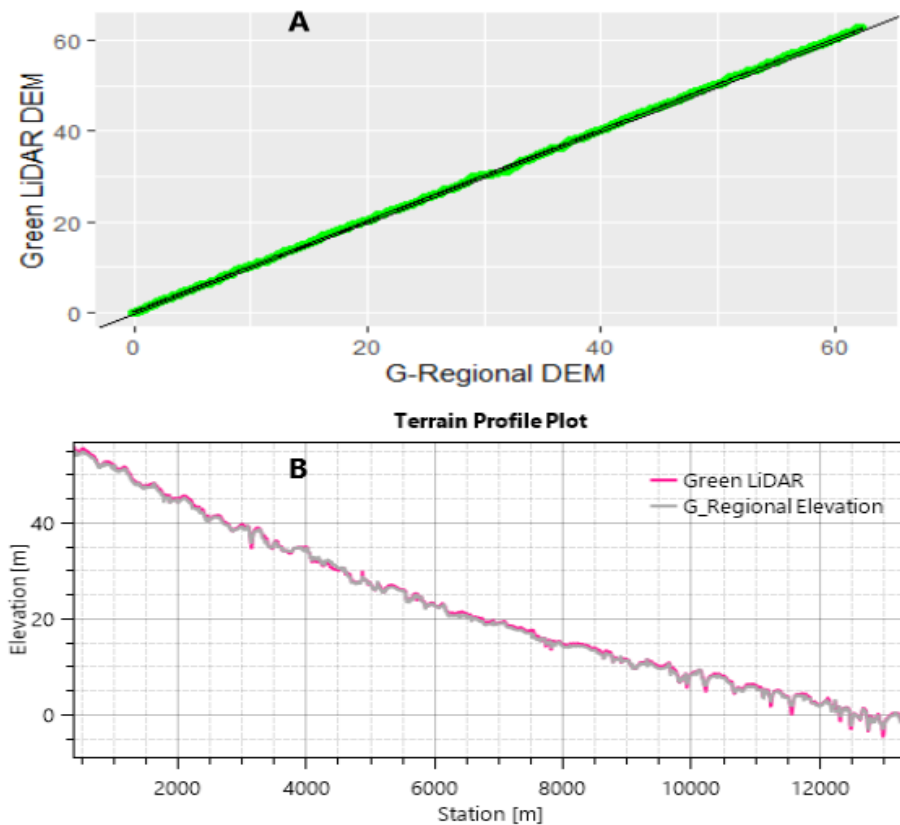 A
60
40
20
0
Green LiDAR DEM
0 20 40 60
G-Regional DEM
Terrain Profile Plot
B
Green LiDAR
G_Regional Elevation
40
20
0
Elevation [m]
2000 4000 6000 8000 10000 12000
Station [m]